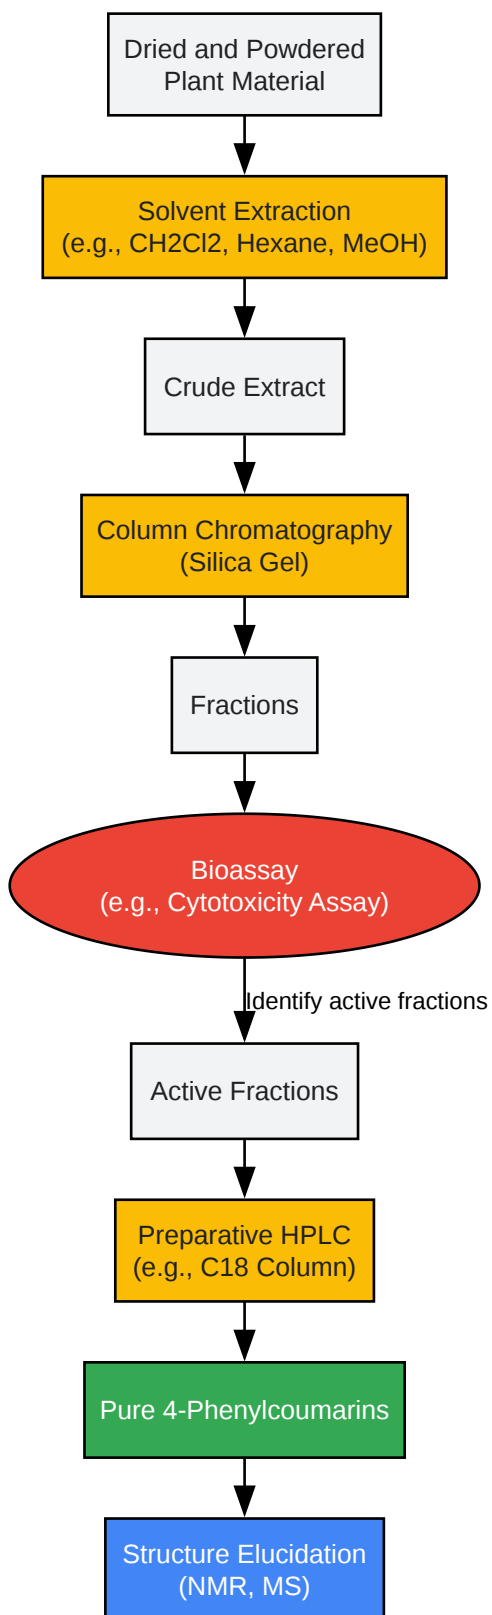 Dried and Powdered
Plant Material
Solvent Extraction
(e.g., CH2Cl2, Hexane, MeOH)
Crude Extract
Column Chromatography
(Silica Gel)
Fractions
Bioassay
(e.g., Cytotoxicity Assay)
Identify active fractions
Active Fractions
Preparative HPLC
(e.g., C18 Column)
Pure 4-Phenylcoumarins
Structure Elucidation
(NMR, MS)